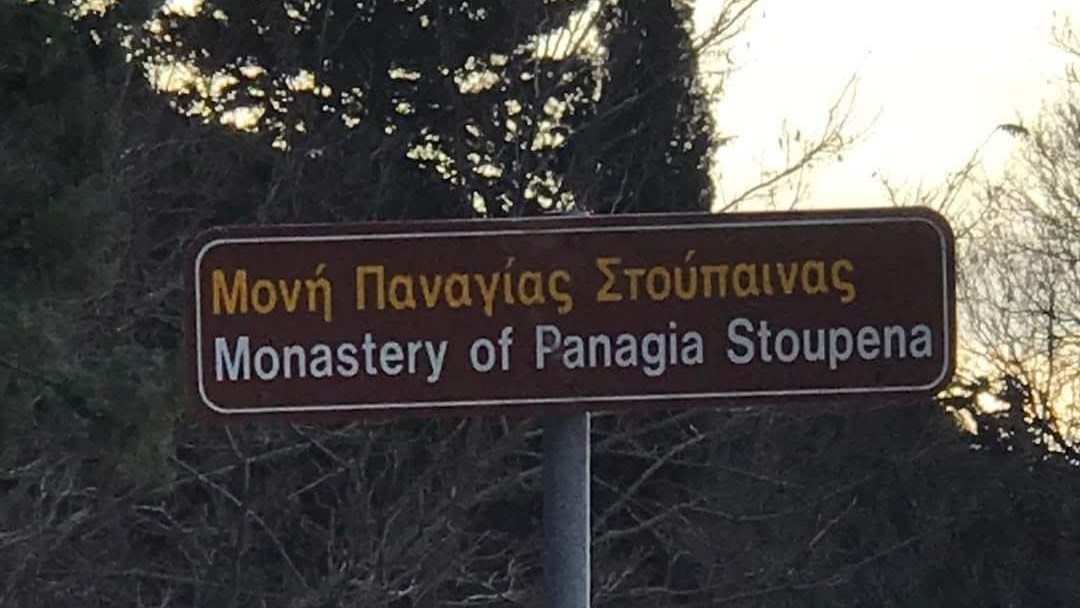 Μονή Παναγίας Στούπαινας
Monastery of Panagia Stoupena